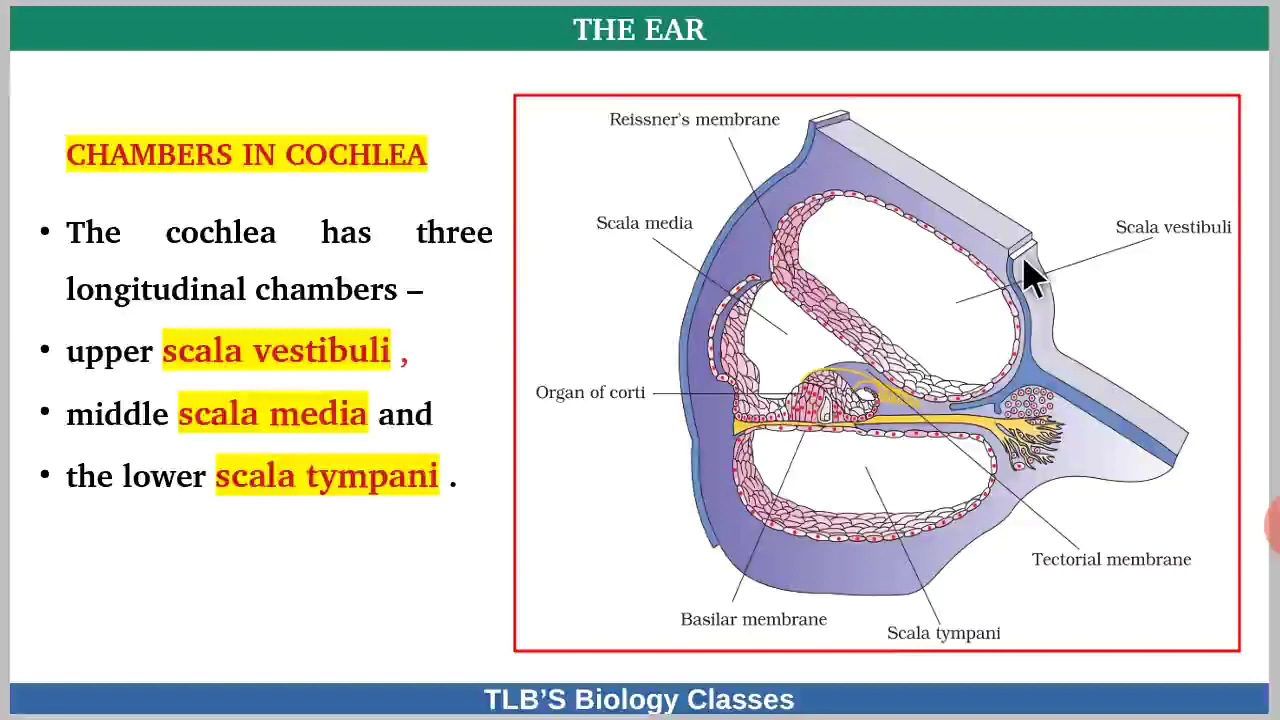 THE EAR
CHAMBERS IN COCHLEA
• The cochlea has three
longitudinal chambers –
• upper scala vestibuli ,
• middle scala media and
• the lower scala tympani .
Reissner's membrane
Scala media
Scala vestibuli
Organ of corti
Tectorial membrane
Basilar membrane
Scala tympani
TLB’S Biology Classes